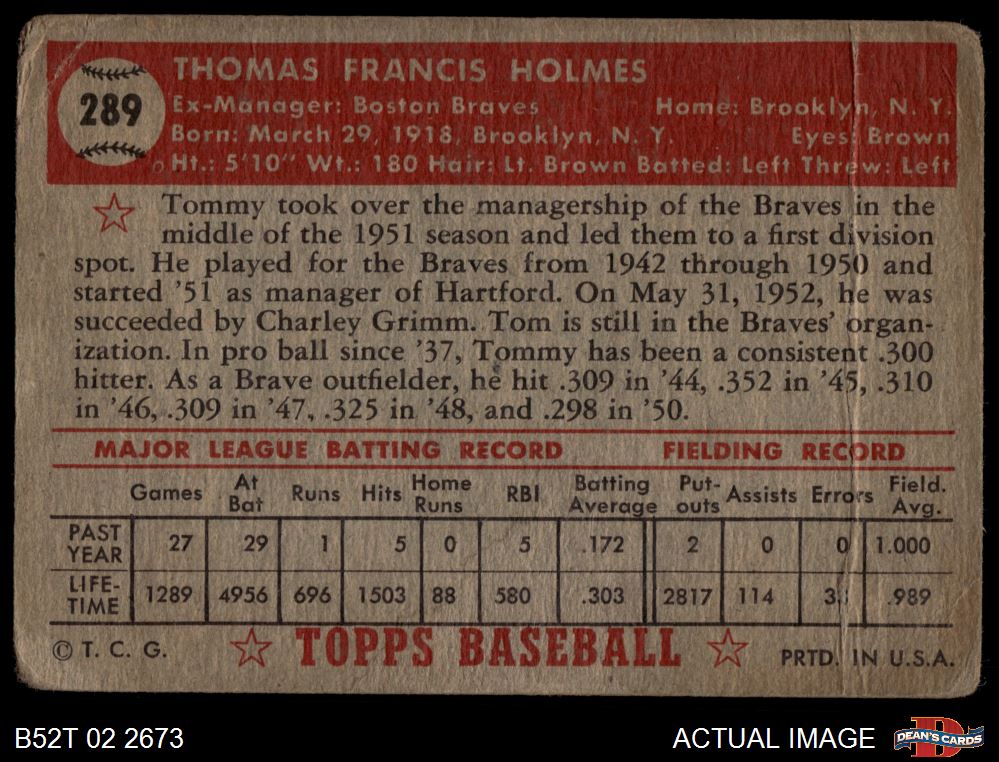 289
THOMAS FRANCIS HOLMES
Ex-Manager: Boston Braves Home: Brooklyn, N. Y.
Born: March 29, 1918, Brooklyn, N. Y. Eyes: Brown
Ht.: 5'10" Wt.: 180 Hair: Lt. Brown Batted: Left Threw: Left
Tommy took over the managership of the Braves in the
middle of the 1951 season and led them to a first division
spot. He played for the Braves from 1942 through 1950 and
started '51 as manager of Hartford. On May 31, 1952, he was
succeeded by Charley Grimm. Tom is still in the Braves' organ-
ization. In pro ball since '37, Tommy has been a consistent .300
hitter. As a Brave outfielder, he hit .309 in '44, .352 in '45, .310
in '46, .309 in '47, .325 in '48, and .298 in '50.
MAJOR LEAGUE BATTING RECORD FIELDING RECORD
Games At Bat Runs Hits Home Runs RBI Batting Average Put-outs Assists Errors Field. Avg.
PAST YEAR 27 29 1 5 0 5 .172 2 0 0 1.000
LIFE-TIME 1289 4956 696 1503 88 580 .303 2817 114 .989
© T. C. G. TOPPS BASEBALL PRTD. IN U.S.A.
B52T 02 2673 ACTUAL IMAGE DEAN'S CARDS